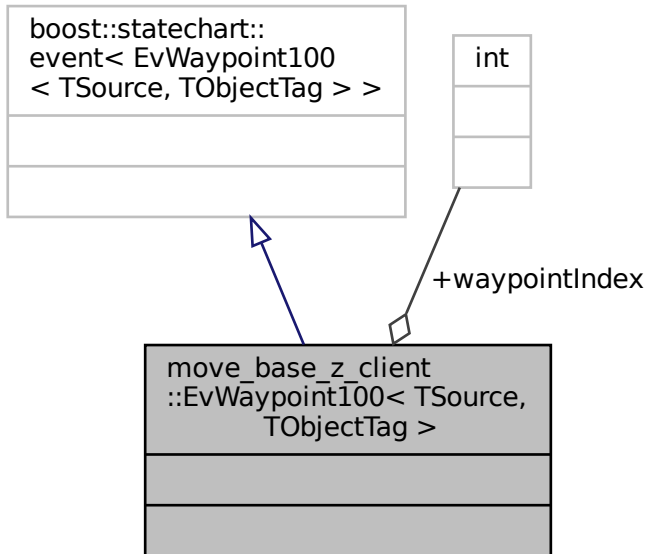 boost::statechart::
event< EvWaypoint100
< TSource, TObjectTag > >
int
+waypointIndex
move_base_z_client
::EvWaypoint100< TSource,
TObjectTag >